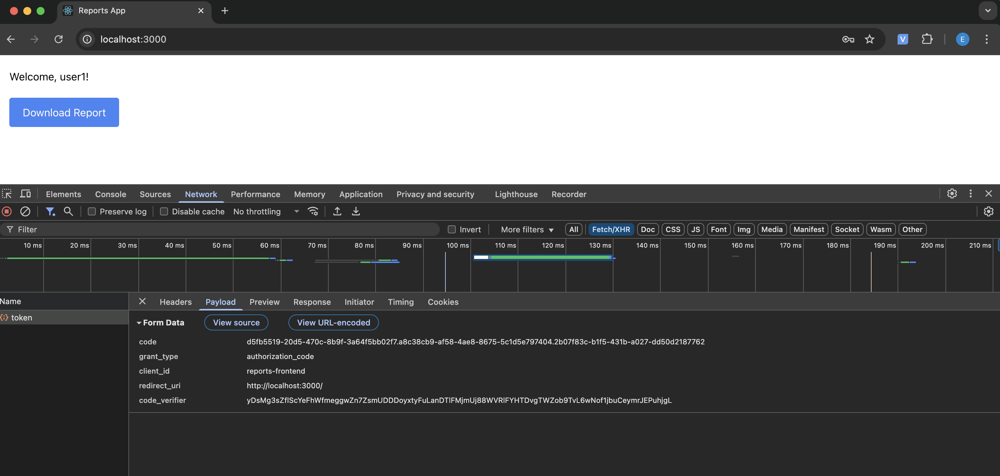 Reports App
localhost:3000
V
E
Welcome, user1!
Download Report
Elements Console Sources Network Performance Memory Application Privacy and security Lighthouse Recorder
Preserve log Disable cache No throttling
Filter Invert More filters All Fetch/XHR Doc CSS JS Font Img Media Manifest Socket Wasm Other
10 ms 20 ms 30 ms 40 ms 50 ms 60 ms 70 ms 80 ms 90 ms 100 ms 110 ms 120 ms 130 ms 140 ms 150 ms 160 ms 170 ms 180 ms 190 ms 200 ms 210 ms
Name
Headers Payload Preview Response Initiator Timing Cookies
token
Form Data View source View URL-encoded
code d5fb5519-20d5-470c-8b9f-3a64f5bb02f7.a8c38cb9-af58-4ae8-8675-5c1d5e797404.2b07f83c-b1f5-431b-a027-dd50d2187762
grant_type authorization_code
client_id reports-frontend
redirect_uri http://localhost:3000/
code_verifier yDsMg3sZflScYeFhWfmeggwZn7ZsmUDDDoyxtyFuLanDTlFMjmUj88WVRlFYHTDvgTWZob9TvL6wNof1jbuCeymrJEPuhjgL